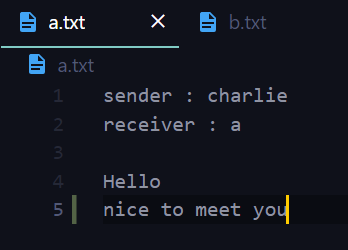 a.txt b.txt
a.txt
1 sender : charlie
2 receiver : a
3
4 Hello
5 nice to meet you